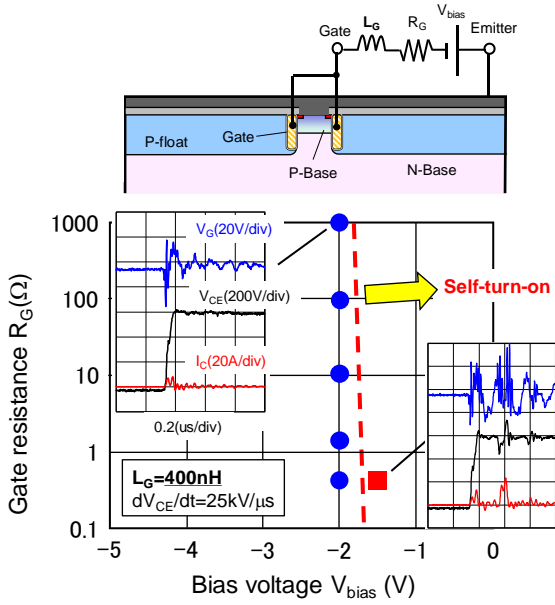 V_bias
Gate L_G R_G Emitter
P-float
Gate
P-Base
N-Base
Gate resistance R_G(Ω)
1000
100
10
1
0.1
V_G(20V/div)
V_CE(200V/div)
I_C(20A/div)
0.2(us/div)
Self-turn-on
L_G=400nH
dV_CE/dt=25kV/μs
−5 −4 −3 −2 −1 0
Bias voltage V_bias (V)